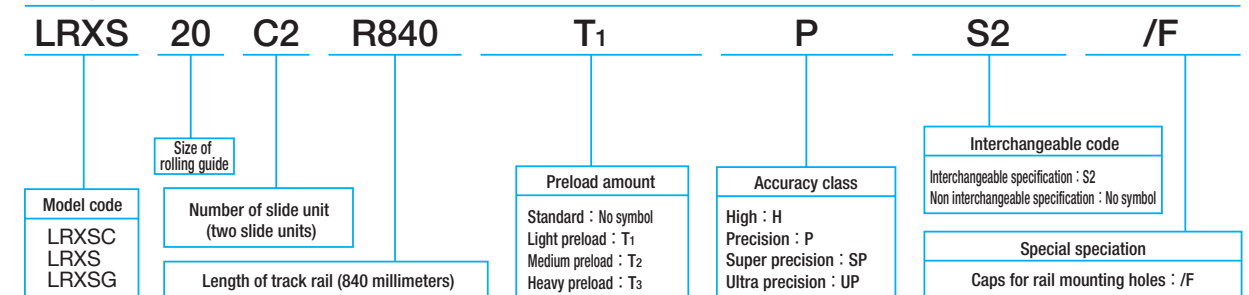 LRXS 20 C2 R840 T1 P S2 /F
Size of
rolling guide
Model code
LRXSC
LRXS
LRXSG
Number of slide unit
(two slide units)
Length of track rail (840 millimeters)
Preload amount
Standard：No symbol
Light preload：T1
Medium preload：T2
Heavy preload：T3
Accuracy class
High：H
Precision：P
Super precision：SP
Ultra precision：UP
Interchangeable code
Interchangeable specification：S2
Non interchangeable specification：No symbol
Special speciation
Caps for rail mounting holes：/F